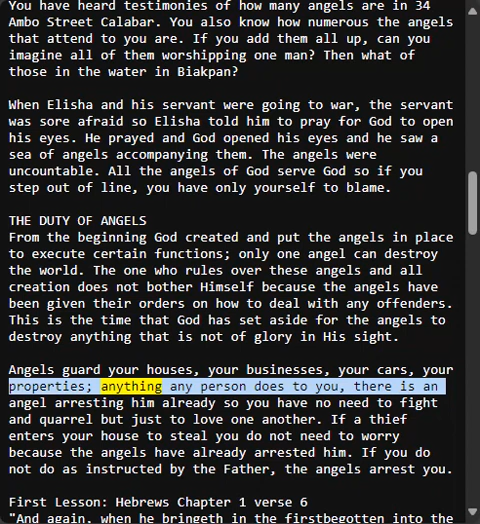 You have heard testimonies of how many angels are in 34
Ambo Street Calabar. You also know how numerous the angels
that attend to you are. If you add them all up, can you
imagine all of them worshipping one man? Then what of
those in the water in Biakpan?
When Elisha and his servant were going to war, the servant
was sore afraid so Elisha told him to pray for God to open
his eyes. He prayed and God opened his eyes and he saw a
sea of angels accompanying them. The angels were
uncountable. All the angels of God serve God so if you
step out of line, you have only yourself to blame.
THE DUTY OF ANGELS
From the beginning God created and put the angels in place
to execute certain functions; only one angel can destroy
the world. The one who rules over these angels and all
creation does not bother Himself because the angels have
been given their orders on how to deal with any offenders.
This is the time that God has set aside for the angels to
destroy anything that is not of glory in His sight.
Angels guard your houses, your businesses, your cars, your
properties; anything any person does to you, there is an
angel arresting him already so you have no need to fight
and quarrel but just to love one another. If a thief
enters your house to steal you do not need to worry
because the angels have already arrested him. If you do
not do as instructed by the Father, the angels arrest you.
First Lesson: Hebrews Chapter 1 verse 6
"And again, when he bringeth in the firstbegotten into the